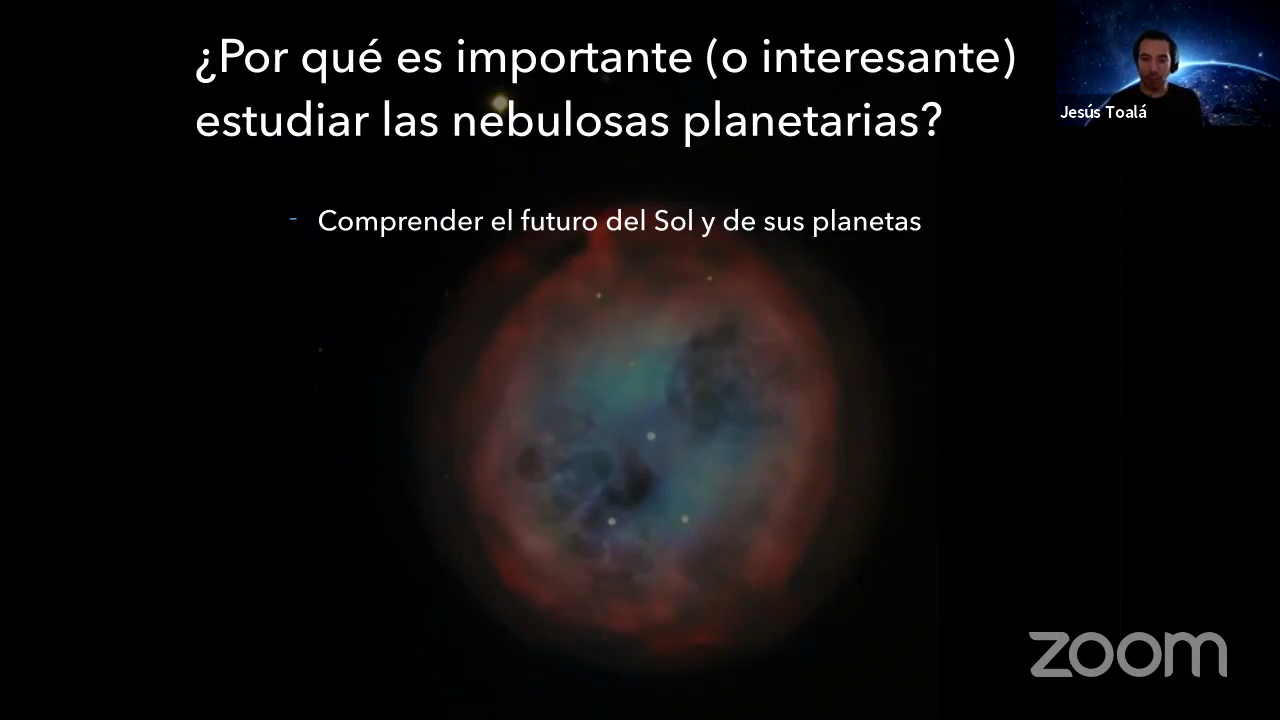 ¿Por qué es importante (o interesante)
estudiar las nebulosas planetarias?
Jesús Toalá
- Comprender el futuro del Sol y de sus planetas
zoom